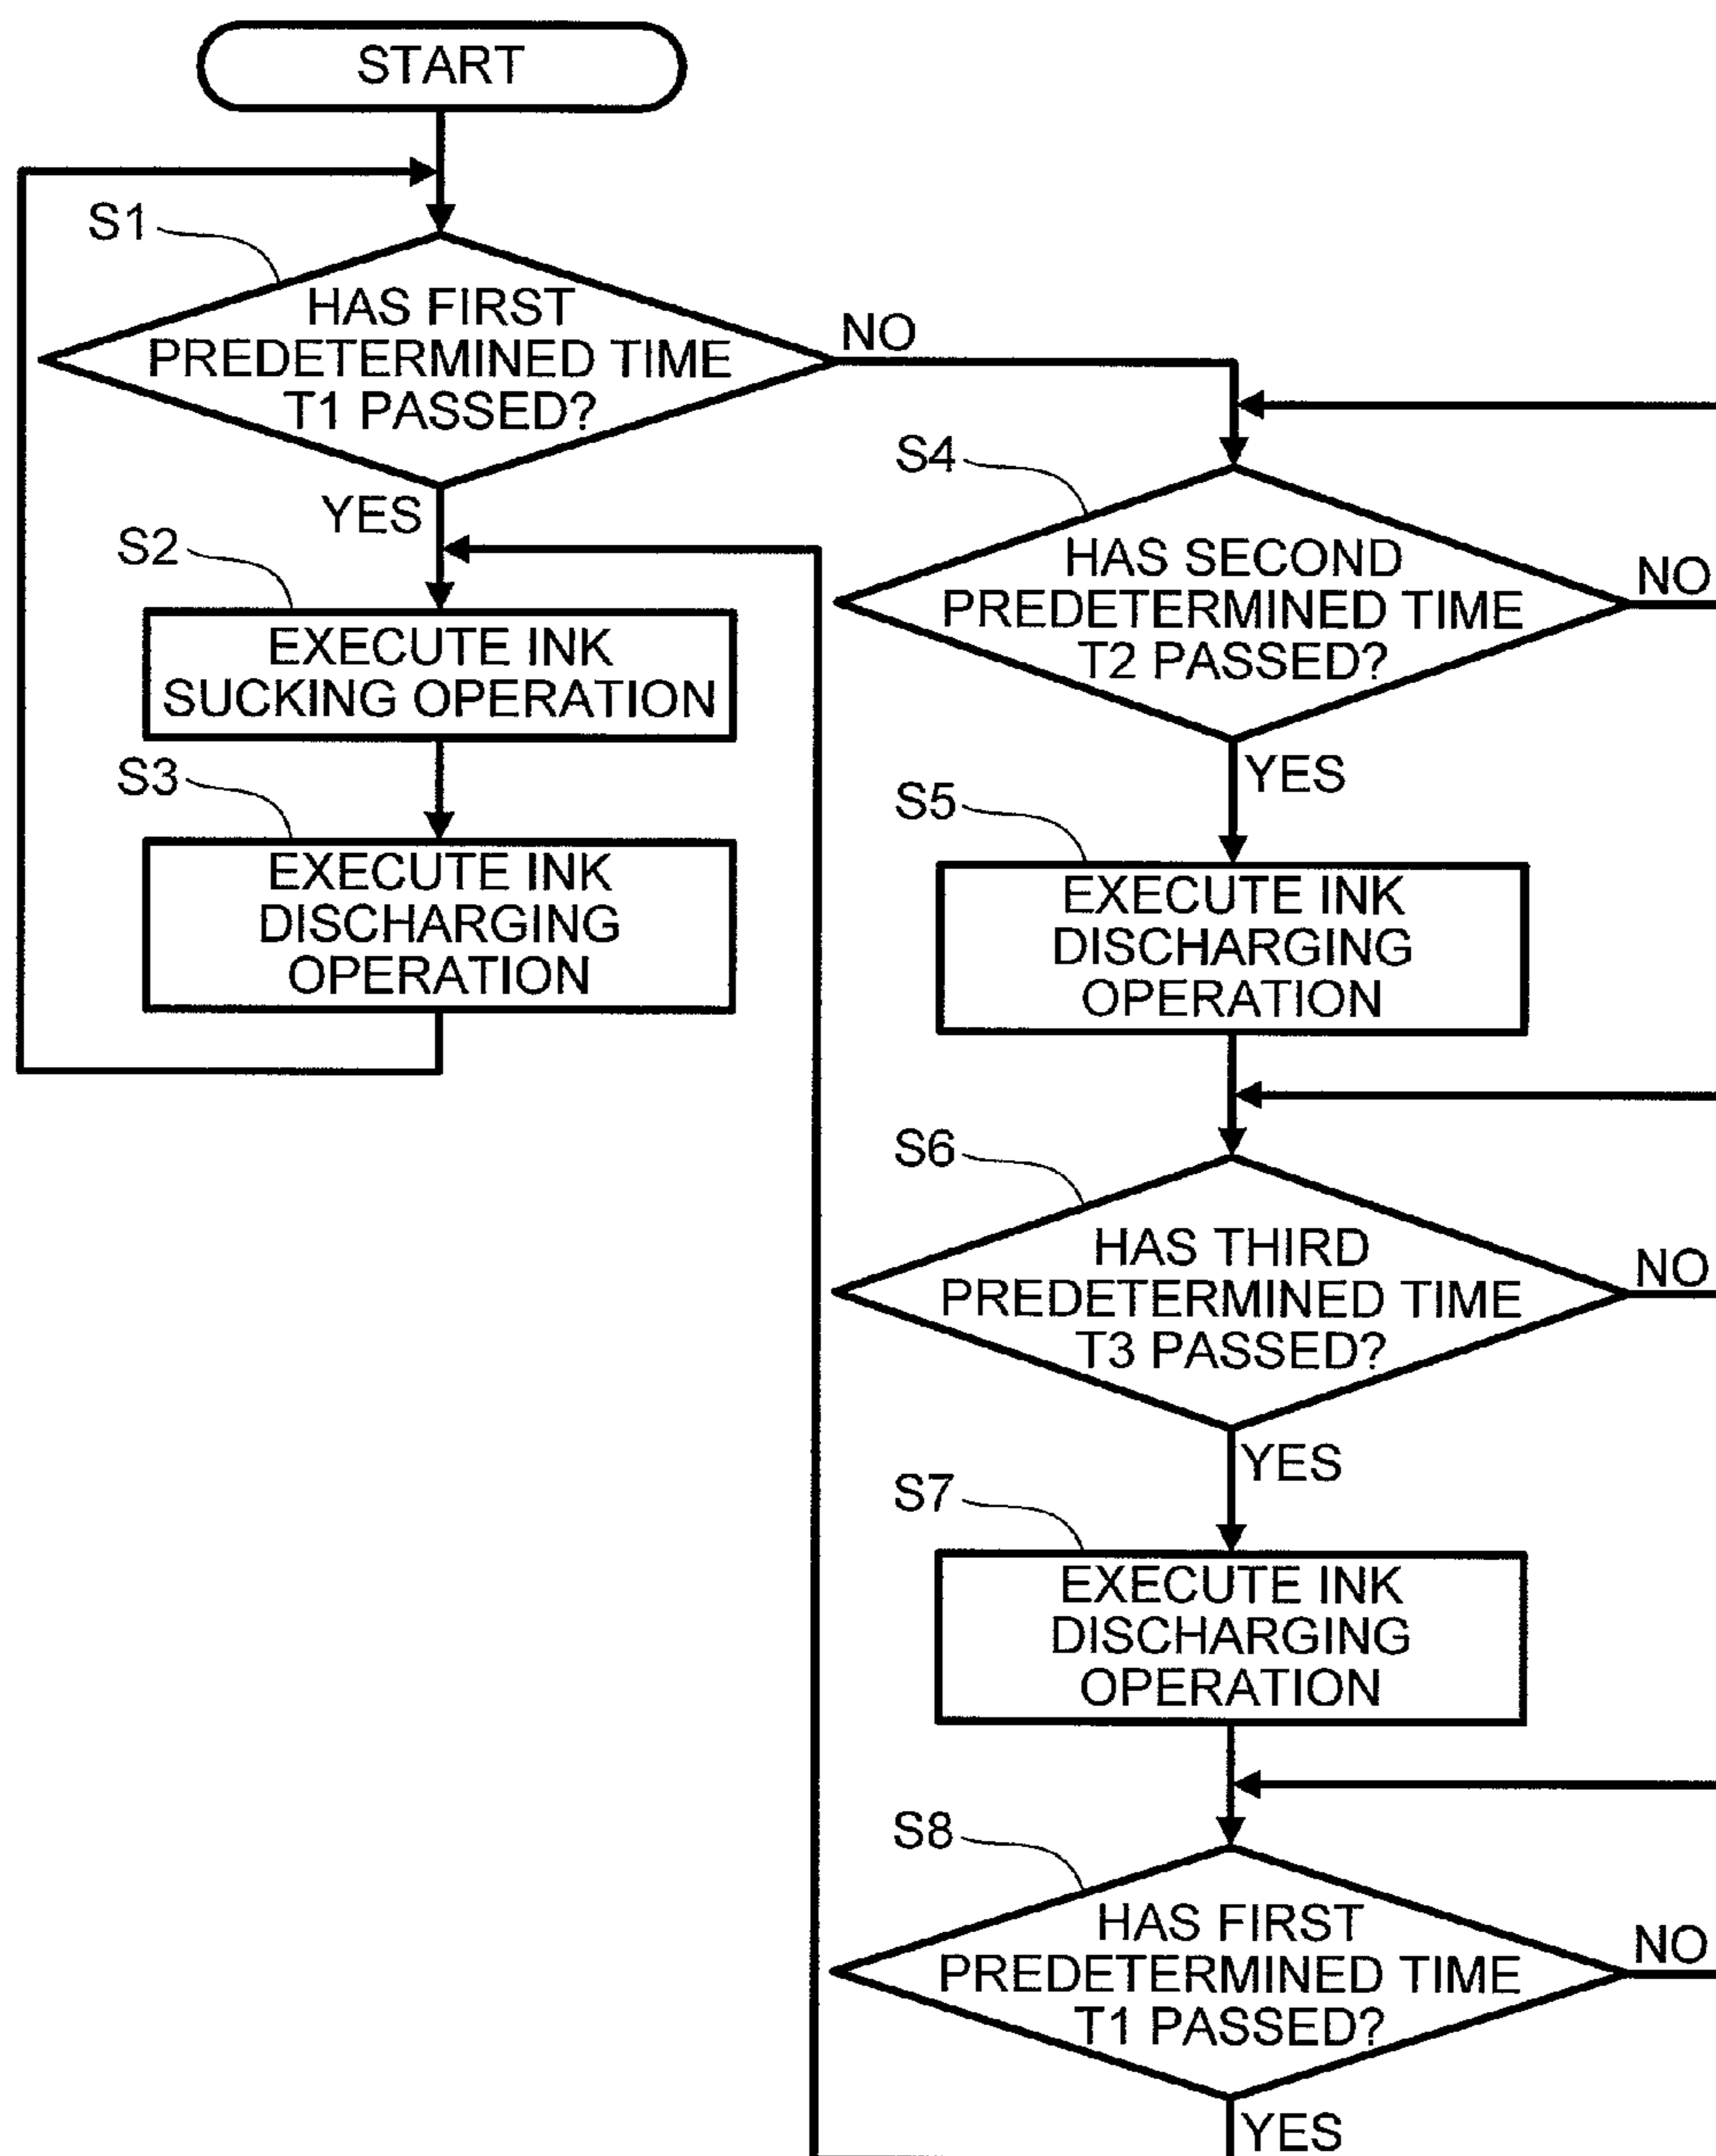 START
S1
HAS FIRST
PREDETERMINED TIME
T1 PASSED?
NO
YES
S2
EXECUTE INK
SUCKING OPERATION
S3
EXECUTE INK
DISCHARGING
OPERATION
S4
HAS SECOND
PREDETERMINED TIME
T2 PASSED?
NO
YES
S5
EXECUTE INK
DISCHARGING
OPERATION
S6
HAS THIRD
PREDETERMINED TIME
T3 PASSED?
NO
YES
S7
EXECUTE INK
DISCHARGING
OPERATION
S8
HAS FIRST
PREDETERMINED TIME
T1 PASSED?
NO
YES